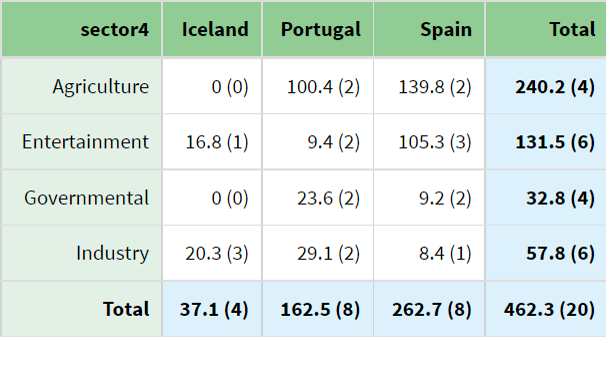 sector4 Iceland Portugal Spain Total
Agriculture 0 (0) 100.4 (2) 139.8 (2) 240.2 (4)
Entertainment 16.8 (1) 9.4 (2) 105.3 (3) 131.5 (6)
Governmental 0 (0) 23.6 (2) 9.2 (2) 32.8 (4)
Industry 20.3 (3) 29.1 (2) 8.4 (1) 57.8 (6)
Total 37.1 (4) 162.5 (8) 262.7 (8) 462.3 (20)